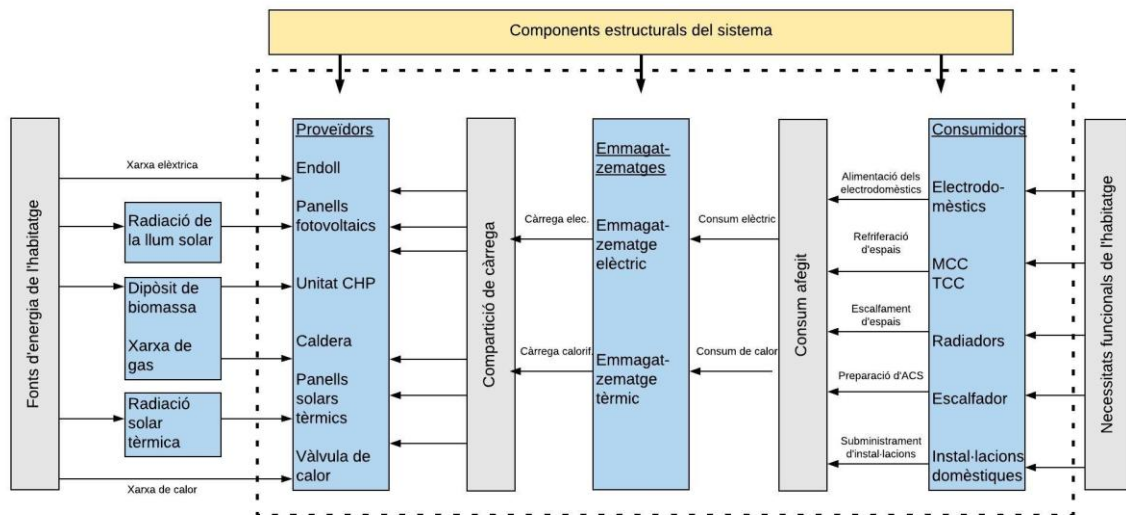 Components estructurals del sistema
Fonts d'energia de l'habitatge
Xarxa elèxtrica
Radiació de
la llum solar
Dipòsit de
biomassa
Xarxa de
gas
Radiació
solar
tèrmica
Xarxa de calor
Proveïdors
Endoll
Panells
fotovoltaics
Unitat CHP
Caldera
Panells
solars
tèrmics
Vàlvula de
calor
Compartició de càrrega
Càrrega elec.
Càrrega calorif.
Emmagat-
zematges
Emmagat-
zematge
elèctric
Emmagat-
zematge
tèrmic
Consum elèctric
Consum de calor
Consum afegit
Alimentació dels
electrodomèstics
Refriferació
d'espais
Escalfament
d'espais
Preparació d'ACS
Subministrament
d'instal·lacions
Consumidors
Electrodo-
mèstics
MCC
TCC
Radiadors
Escalfador
Instal·lacions
domèstiques
Necessitats funcionals de l'habitatge